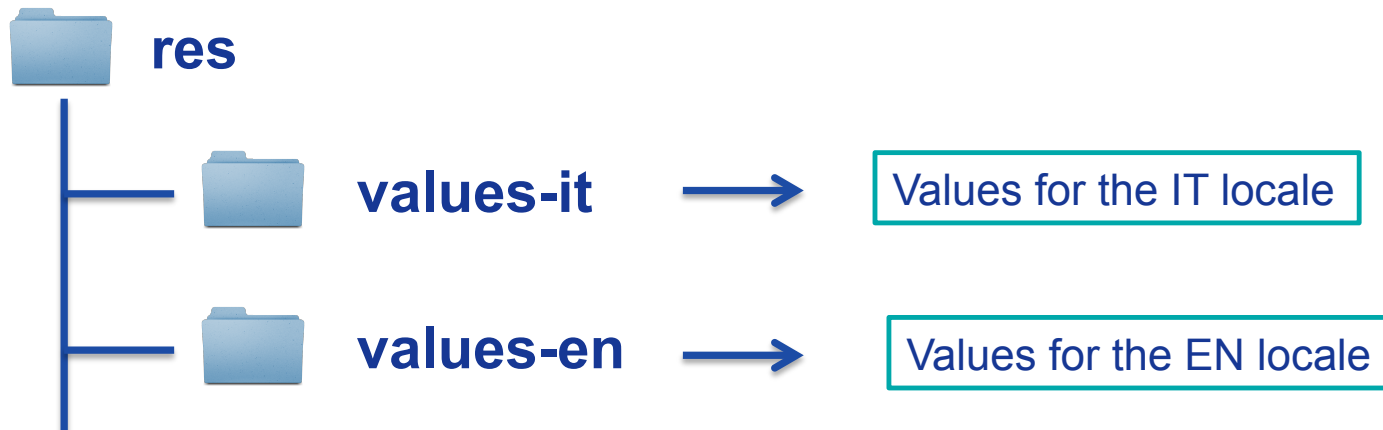 res
values-it
Values for the IT locale
values-en
Values for the EN locale